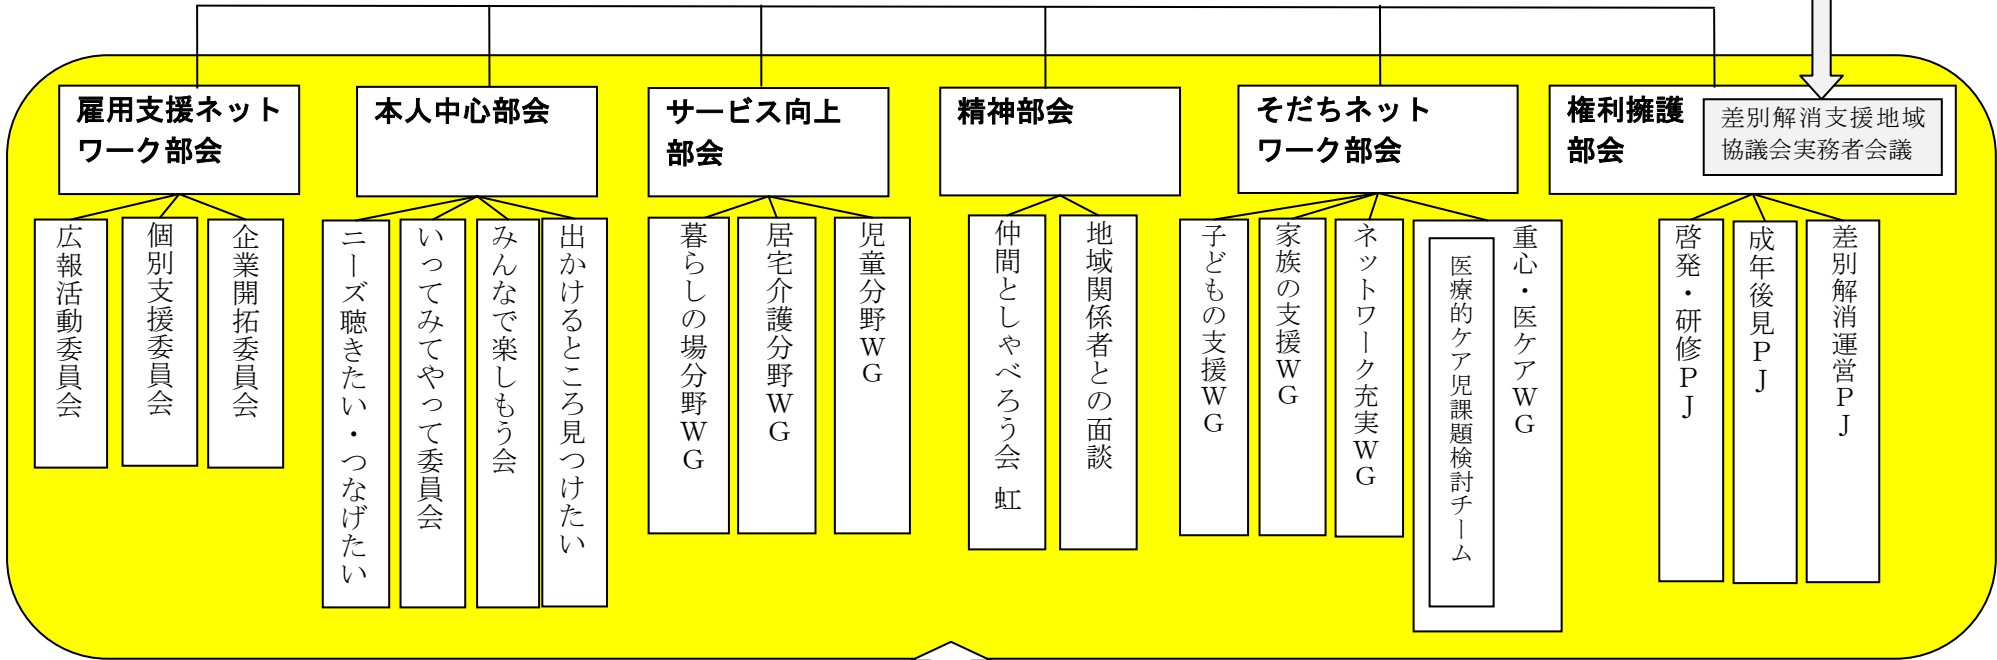 雇用支援ネット
ワーク部会
本人中心部会
サービス向上
部会
精神部会
そだちネット
ワーク部会
権利擁護
部会
差別解消支援地域
協議会実務者会議
広報活動委員会
個別支援委員会
企業開拓委員会
ニーズ聴きたい・つなげたい
いってみてやって委員会
みんなで楽しもう会
出かけるところ見つけたい
暮らしの場分野WG
居宅介護分野WG
児童分野WG
仲間としゃべろう会 虹
地域関係者との面談
子どもの支援WG
家族の支援WG
ネットワーク充実WG
重心・医ケアWG
医療的ケア児課題検討チーム
啓発・研修PJ
成年後見PJ
差別解消運営PJ